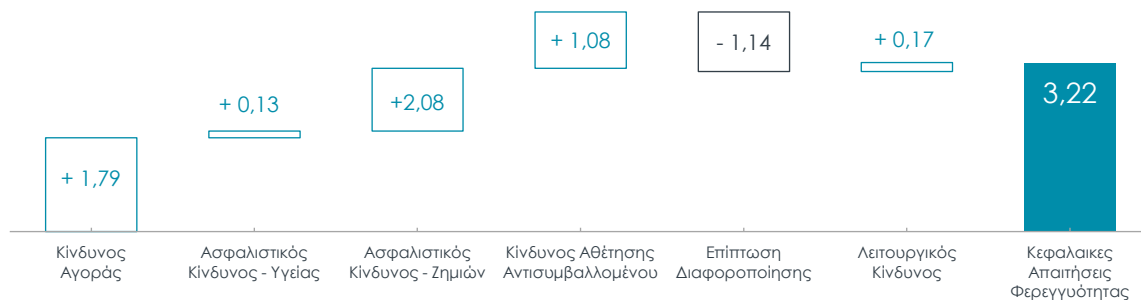 + 1,79
+ 0,13
+2,08
+ 1,08
- 1,14
+ 0,17
3,22
Κίνδυνος
Αγοράς
Ασφαλιστικός
Κίνδυνος - Υγείας
Ασφαλιστικός
Κίνδυνος - Ζημιών
Κίνδυνος Αθέτησης
Αντισυμβαλλομένου
Επίπτωση
Διαφοροποίησης
Λειτουργικός
Κίνδυνος
Κεφαλαικες
Απαιτήσεις
Φερεγγυότητας